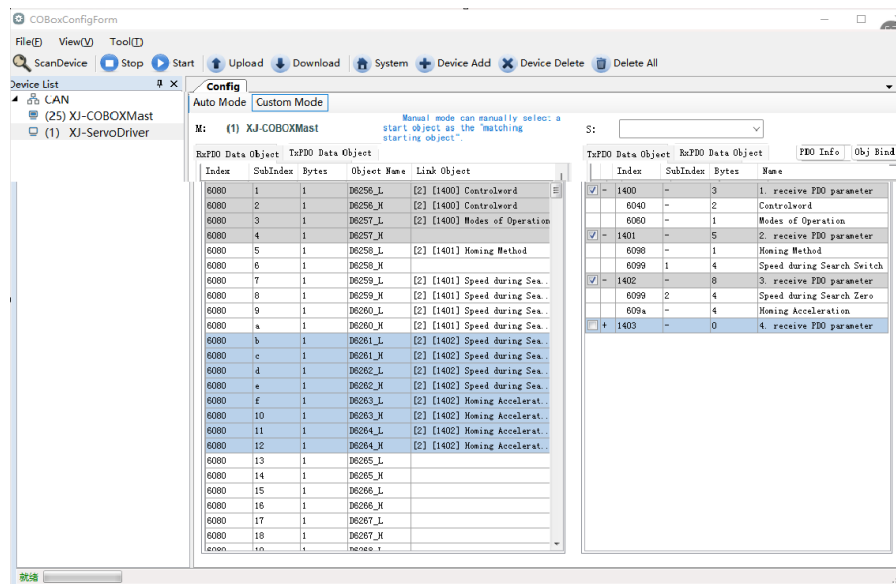 COBoxConfigForm
File(F) View(V) Tool(T)
ScanDevice Stop Start Upload Download System Device Add Device Delete Delete All
Device List
CAN
(25) XJ-COBOXMast
(1) XJ-ServoDriver
Config
Auto Mode Custom Mode
M: (1) XJ-COBOXMast
Manual mode can manually select a
start object as the "matching
starting object".
S:
RxPDO Data Object TxPDO Data Object
Index SubIndex Bytes Object Name Link Object
6080 1 1 D6256_L [2] [1400] Controlword
6080 2 1 D6256_H [2] [1400] Controlword
6080 3 1 D6257_L [2] [1400] Modes of Operation
6080 4 1 D6257_H
6080 5 1 D6258_L [2] [1401] Homing Method
6080 6 1 D6258_H
6080 7 1 D6259_L [2] [1401] Speed during Sea..
6080 8 1 D6259_H [2] [1401] Speed during Sea..
6080 9 1 D6260_L [2] [1401] Speed during Sea..
6080 a 1 D6260_H [2] [1401] Speed during Sea..
6080 b 1 D6261_L [2] [1402] Speed during Sea..
6080 c 1 D6261_H [2] [1402] Speed during Sea..
6080 d 1 D6262_L [2] [1402] Speed during Sea..
6080 e 1 D6262_H [2] [1402] Speed during Sea..
6080 f 1 D6263_L [2] [1402] Homing Accelerat..
6080 10 1 D6263_H [2] [1402] Homing Accelerat..
6080 11 1 D6264_L [2] [1402] Homing Accelerat..
6080 12 1 D6264_H [2] [1402] Homing Accelerat..
6080 13 1 D6265_L
6080 14 1 D6265_H
6080 15 1 D6266_L
6080 16 1 D6266_H
6080 17 1 D6267_L
6080 18 1 D6267_H
6080 19 1 D6268_L
TxPDO Data Object RxPDO Data Object PDO Info Obj Bind
Index SubIndex Bytes Name
- 1400 - 3 1. receive PDO parameter
6040 - 2 Controlword
6060 - 1 Modes of Operation
- 1401 - 5 2. receive PDO parameter
6098 - 1 Homing Method
6099 1 4 Speed during Search Switch
- 1402 - 8 3. receive PDO parameter
6099 2 4 Speed during Search Zero
609a - 4 Homing Acceleration
+ 1403 - 0 4. receive PDO parameter
就绪